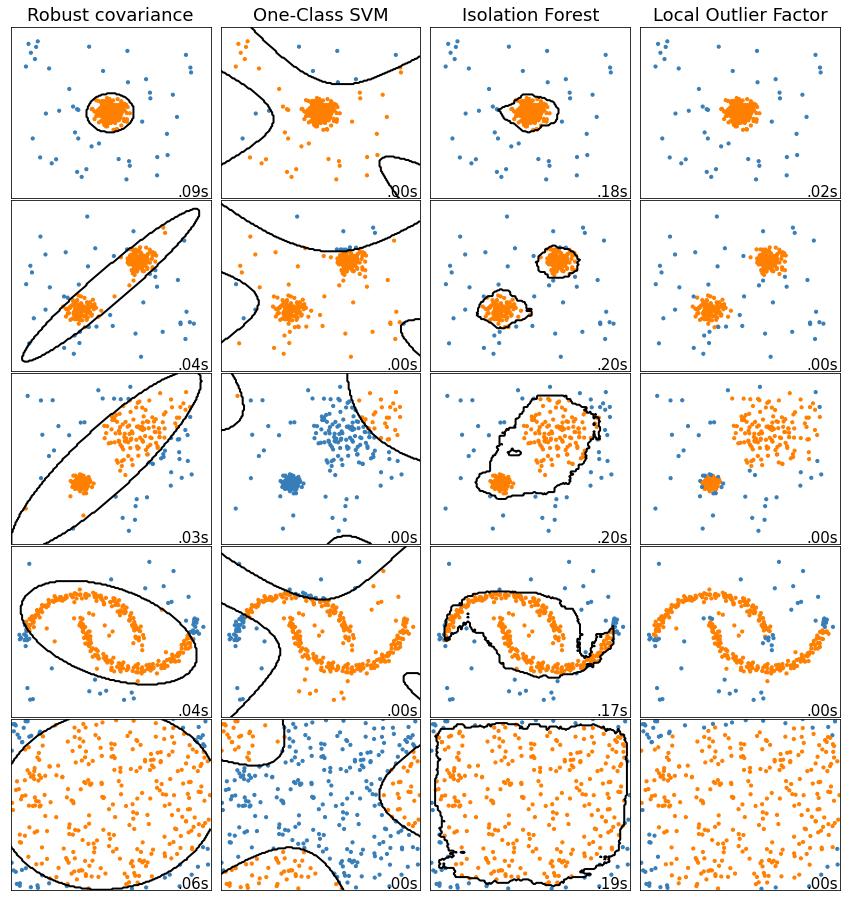 Robust covariance One-Class SVM Isolation Forest Local Outlier Factor
.09s .00s .18s .02s
.04s .00s .20s .00s
.03s .00s .20s .00s
.04s .00s .17s .00s
.06s .00s .19s .00s